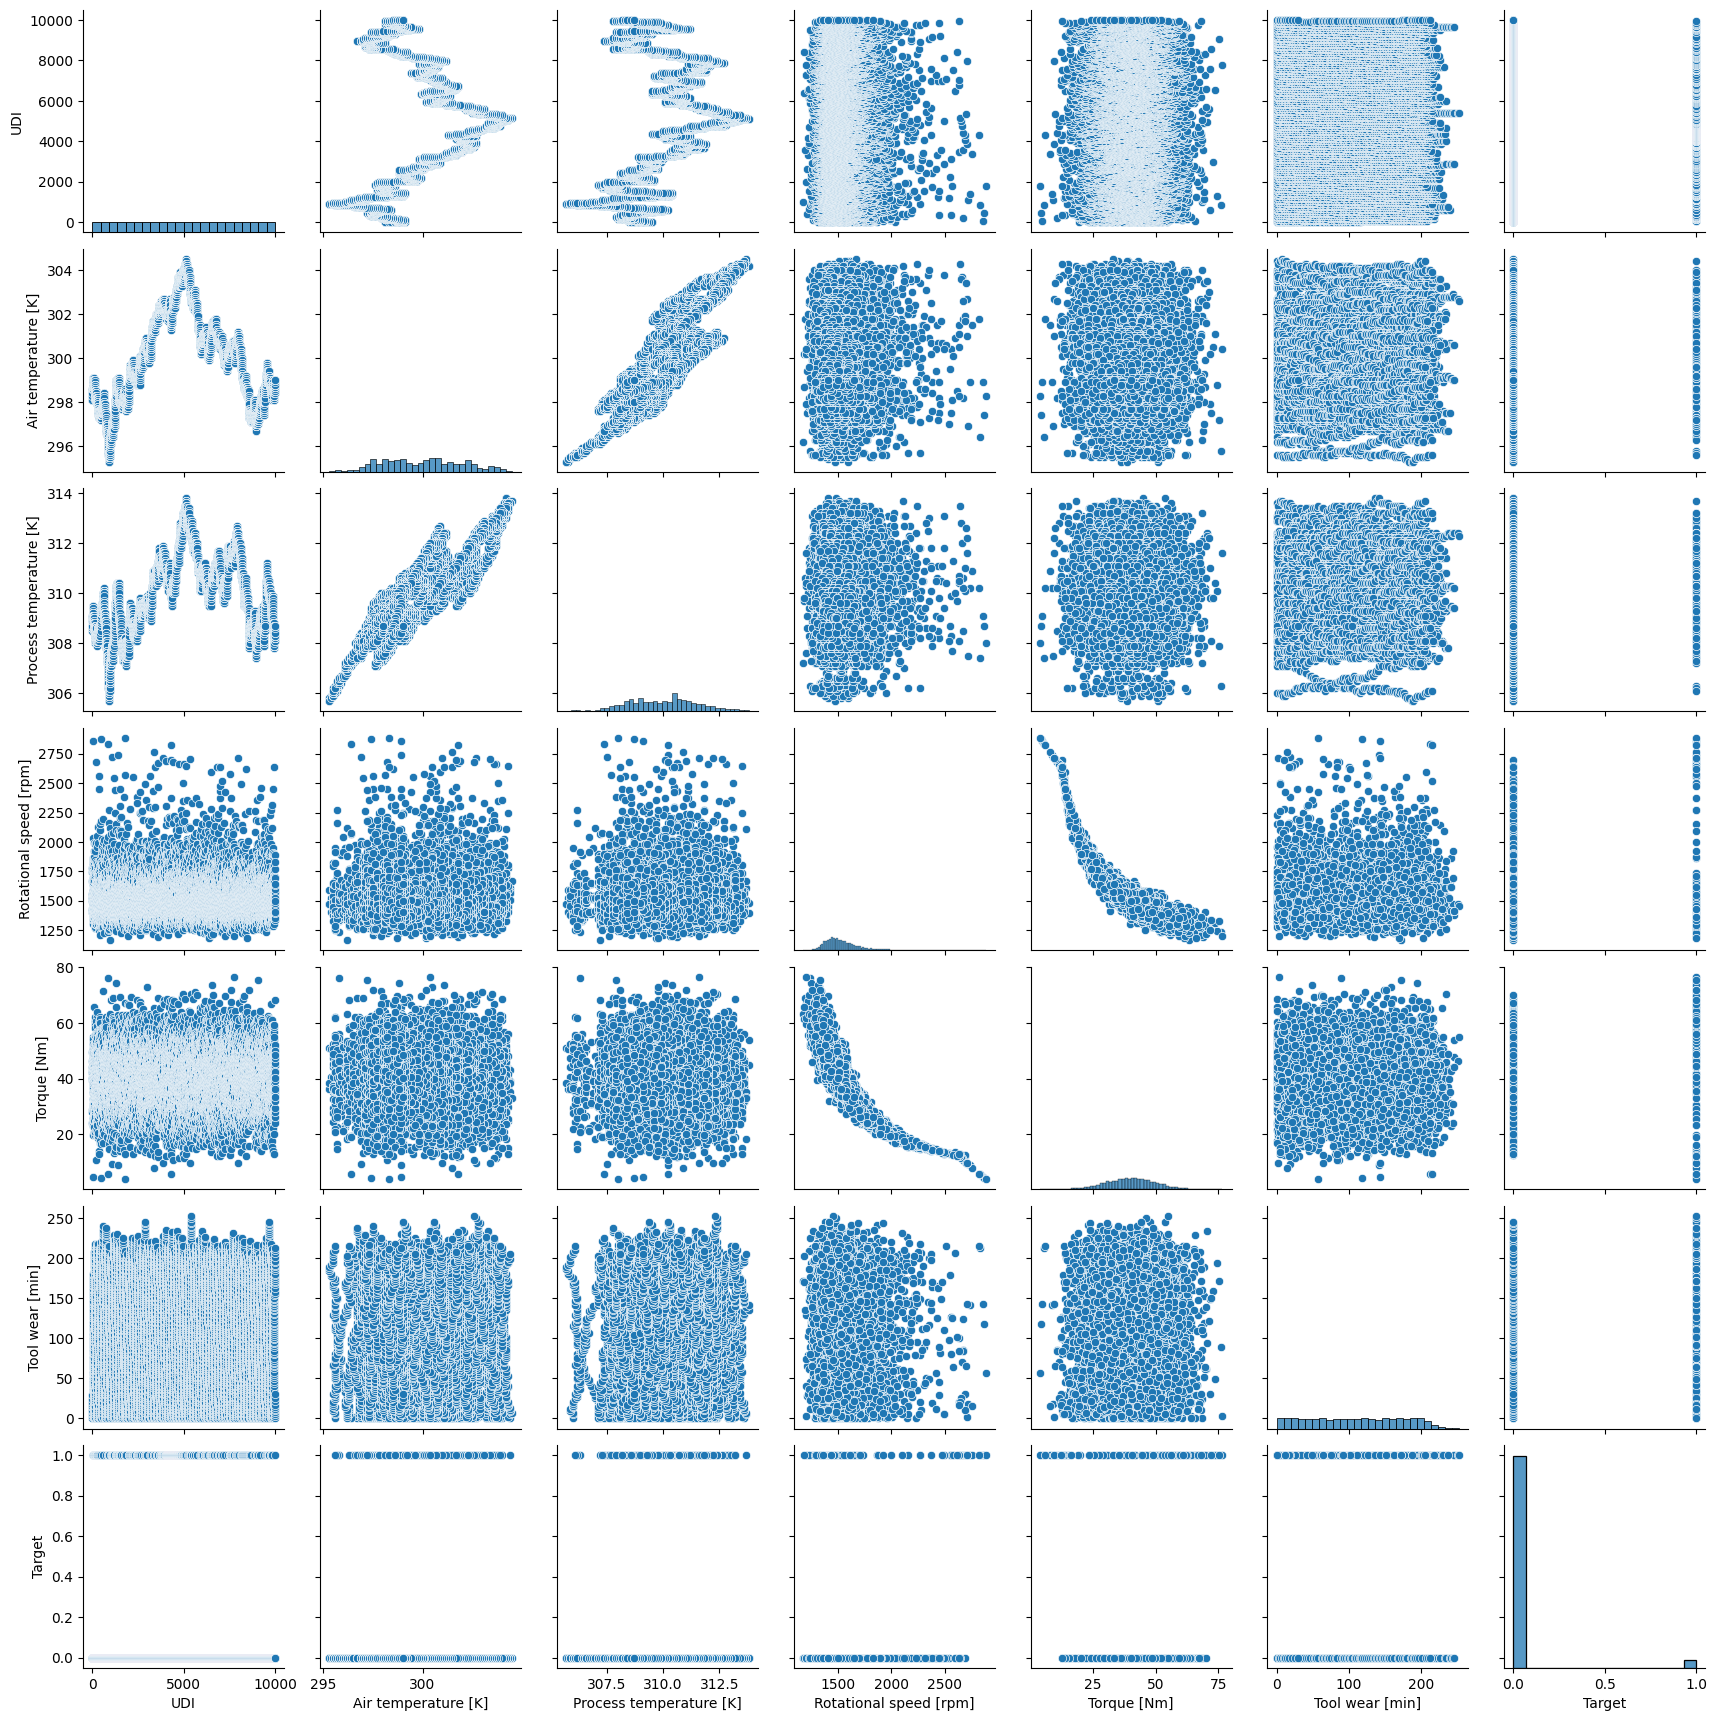 10000
8000
6000
4000
2000
0
UDI
304
302
300
298
296
Air temperature [K]
314
312
310
308
306
Process temperature [K]
2750
2500
2250
2000
1750
1500
1250
Rotational speed [rpm]
80
60
40
20
Torque [Nm]
250
200
150
100
50
0
Tool wear [min]
1.0
0.8
0.6
0.4
0.2
0.0
Target
0 5000 10000
UDI
295 300
Air temperature [K]
307.5 310.0 312.5
Process temperature [K]
1500 2000 2500
Rotational speed [rpm]
25 50 75
Torque [Nm]
0 100 200
Tool wear [min]
0.0 0.5 1.0
Target